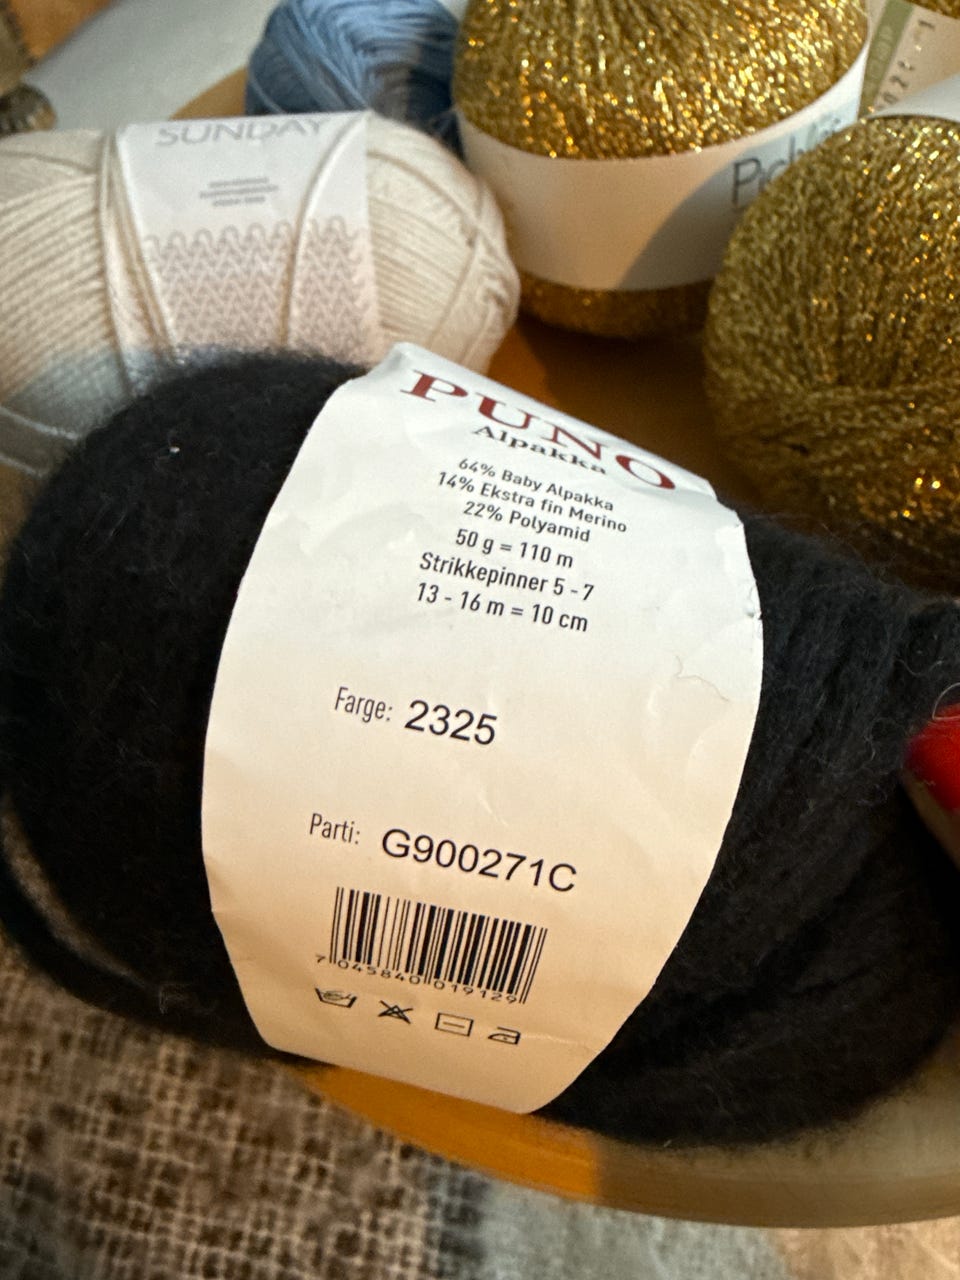 SUNDAY
PUNO
Alpakka
64% Baby Alpakka
14% Ekstra fin Merino
22% Polyamid
50 g = 110 m
Strikkepinner 5 - 7
13 - 16 m = 10 cm
Farge: 2325
Parti: G900271C
7 045840 019129